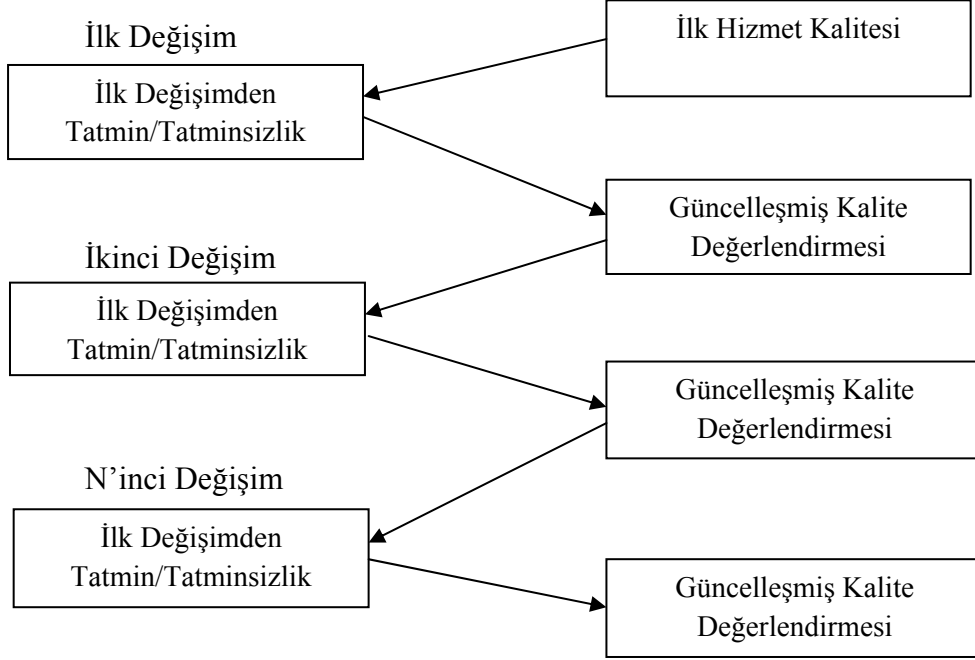 İlk Hizmet Kalitesi
İlk Değişim
İlk Değişimden
Tatmin/Tatminsizlik
Güncelleşmiş Kalite
Değerlendirmesi
İkinci Değişim
İlk Değişimden
Tatmin/Tatminsizlik
Güncelleşmiş Kalite
Değerlendirmesi
N’inci Değişim
İlk Değişimden
Tatmin/Tatminsizlik
Güncelleşmiş Kalite
Değerlendirmesi